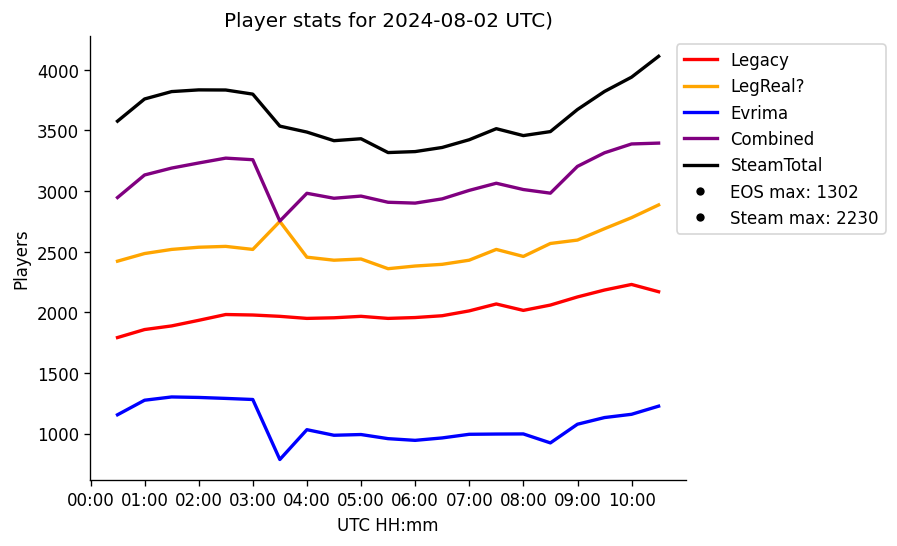 Player stats for 2024-08-02 UTC)
Legacy
LegReal?
Evrima
Combined
SteamTotal
EOS max: 1302
Steam max: 2230
Players
4000
3500
3000
2500
2000
1500
1000
00:00 01:00 02:00 03:00 04:00 05:00 06:00 07:00 08:00 09:00 10:00
UTC HH:mm